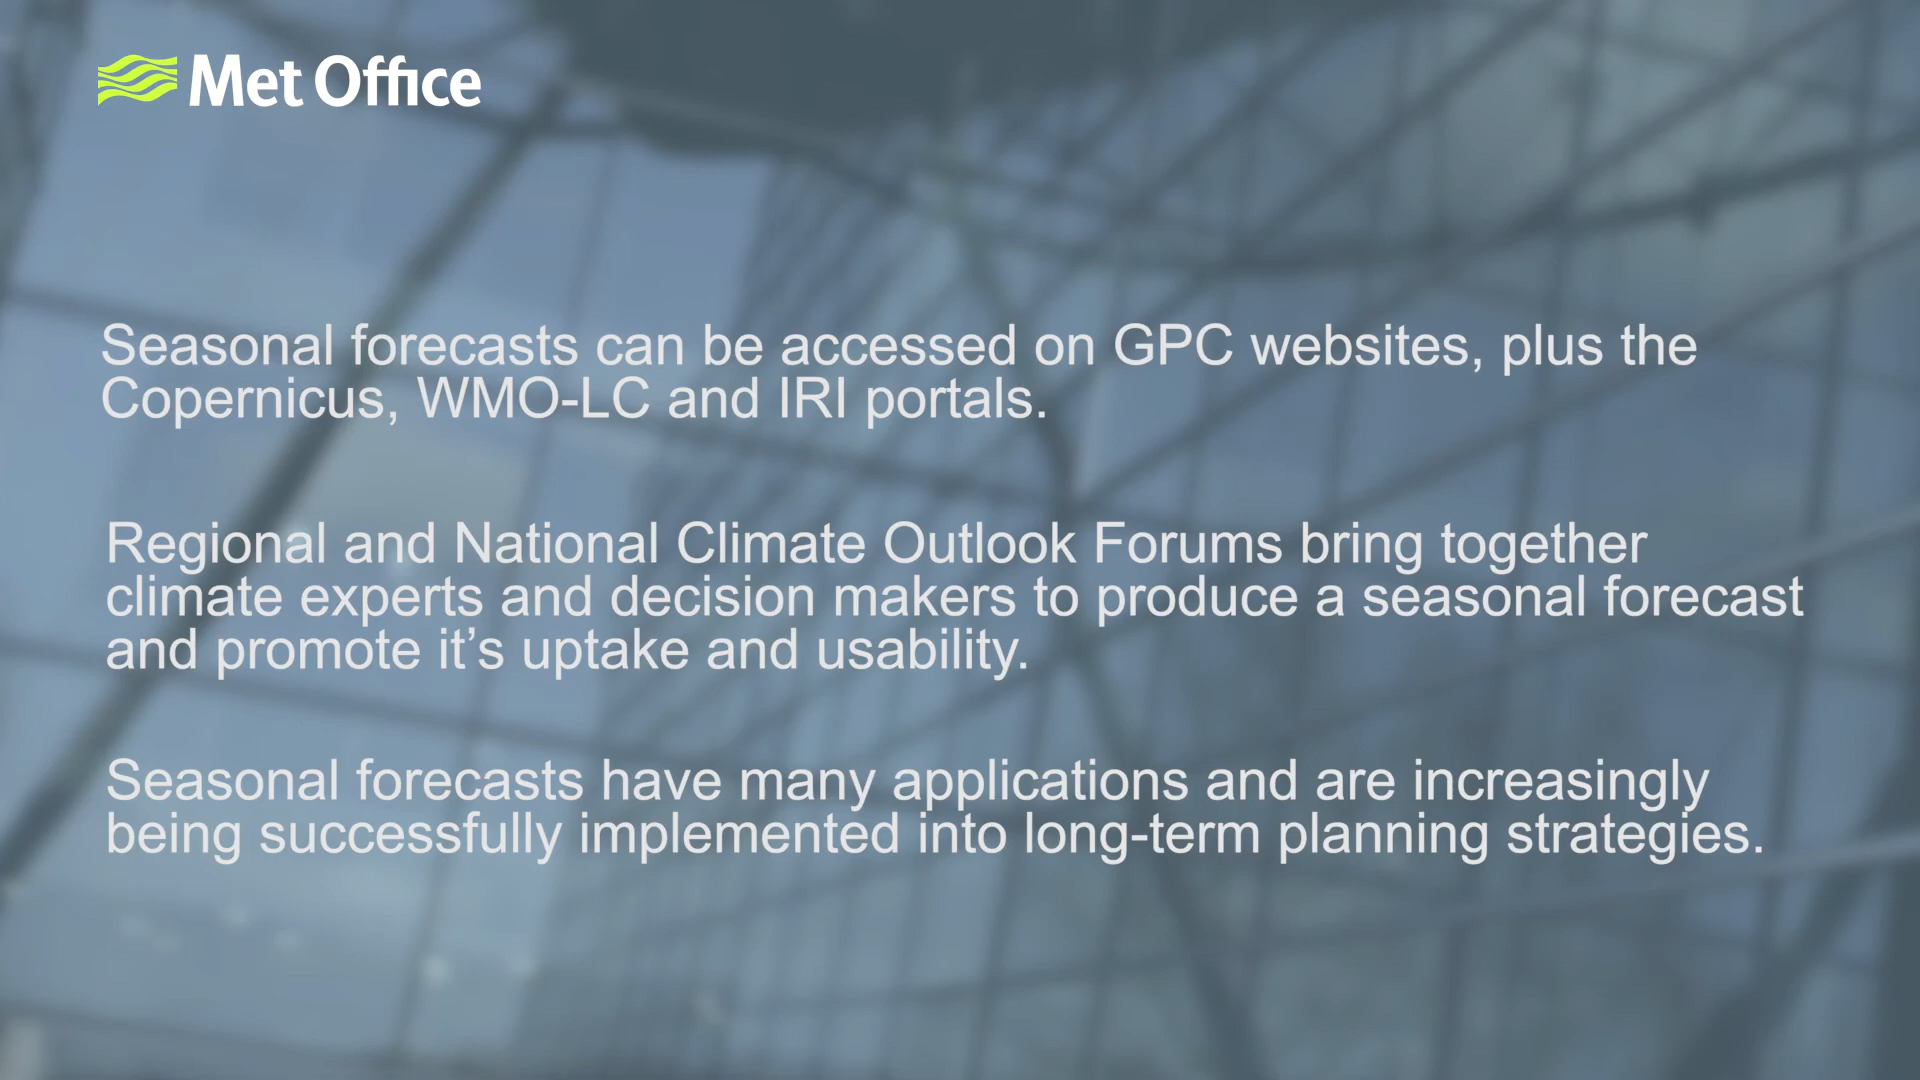 Met Office
Seasonal forecasts can be accessed on GPC websites, plus the
Copernicus, WMO-LC and IRI portals.
Regional and National Climate Outlook Forums bring together
climate experts and decision makers to produce a seasonal forecast
and promote it’s uptake and usability.
Seasonal forecasts have many applications and are increasingly
being successfully implemented into long-term planning strategies.